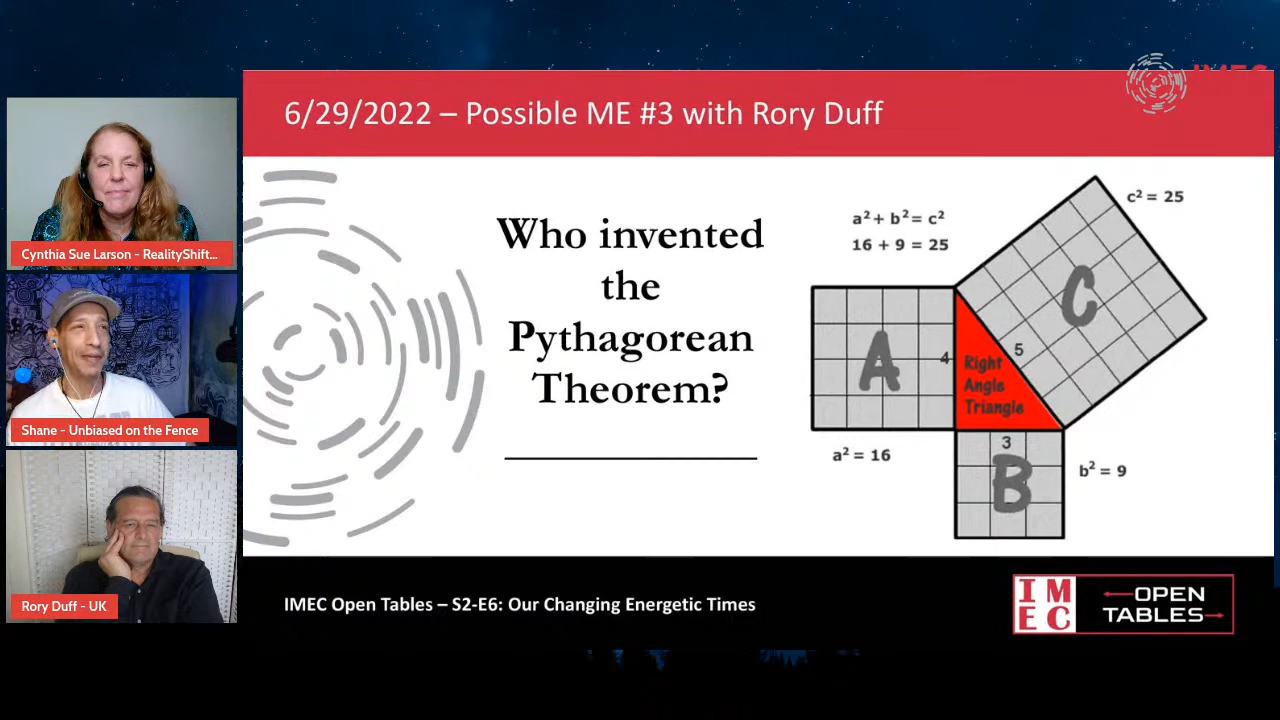 IMEC
6/29/2022 – Possible ME #3 with Rory Duff
Cynthia Sue Larson - RealityShift...
Shane - Unbiased on the Fence
Rory Duff - UK
Who invented
the
Pythagorean
Theorem?
a² + b² = c²
16 + 9 = 25
c² = 25
A
4
C
5
Right
Angle
Triangle
a² = 16
3
B
b² = 9
IMEC Open Tables – S2-E6: Our Changing Energetic Times
IM
EC
OPEN
TABLES